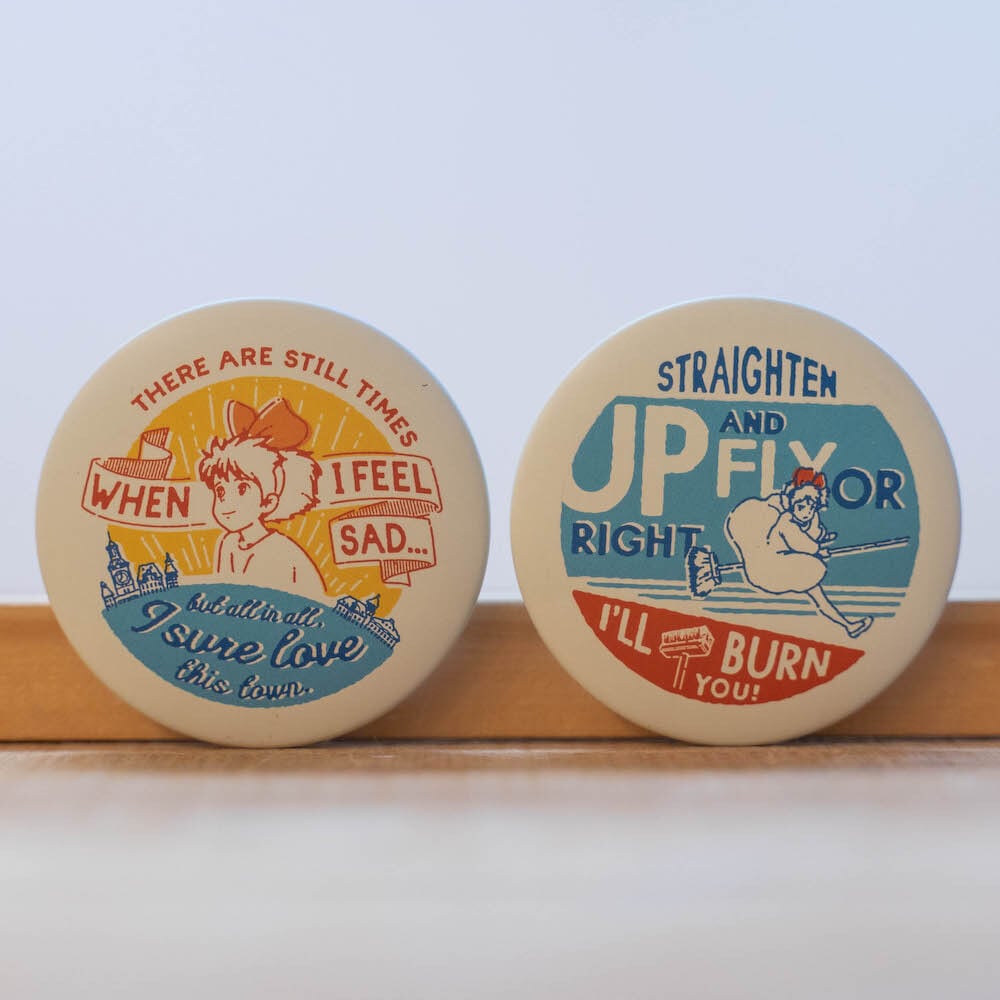 THERE ARE STILL TIMES
WHEN I FEEL
SAD...
but all in all,
I sure love
this town.
STRAIGHTEN
UP AND
FLY OR
RIGHT,
I'LL BURN
YOU!